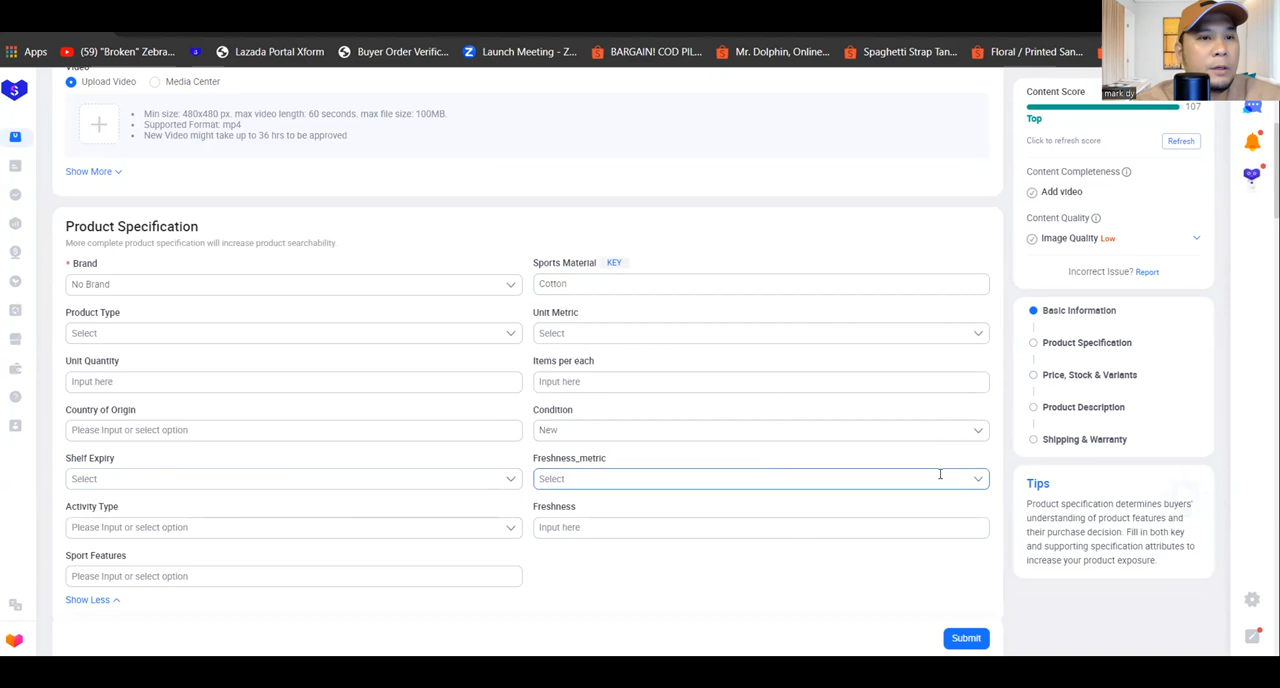 Apps
(59) "Broken" Zebra...
Lazada Portal Xform
Buyer Order Verific...
Launch Meeting - Z...
BARGAIN! COD PIL...
Mr. Dolphin, Online...
Spaghetti Strap Tan...
Floral / Printed San...
mark dy
Upload Video
Media Center
Min size: 480x480 px. max video length: 60 seconds. max file size: 100MB.
Supported Format: mp4
New Video might take up to 36 hrs to be approved
Show More
Product Specification
More complete product specification will increase product searchability.
* Brand
No Brand
Sports Material KEY
Cotton
Product Type
Select
Unit Metric
Select
Unit Quantity
Input here
Items per each
Input here
Country of Origin
Please Input or select option
Condition
New
Shelf Expiry
Select
Freshness_metric
Select
Activity Type
Please Input or select option
Freshness
Input here
Sport Features
Please Input or select option
Show Less
Submit
Content Score
107
Top
Click to refresh score
Refresh
Content Completeness
Add video
Content Quality
Image Quality Low
Incorrect Issue? Report
Basic Information
Product Specification
Price, Stock & Variants
Product Description
Shipping & Warranty
Tips
Product specification determines buyers'
understanding of product features and
their purchase decision. Fill in both key
and supporting specification attributes to
increase your product exposure.